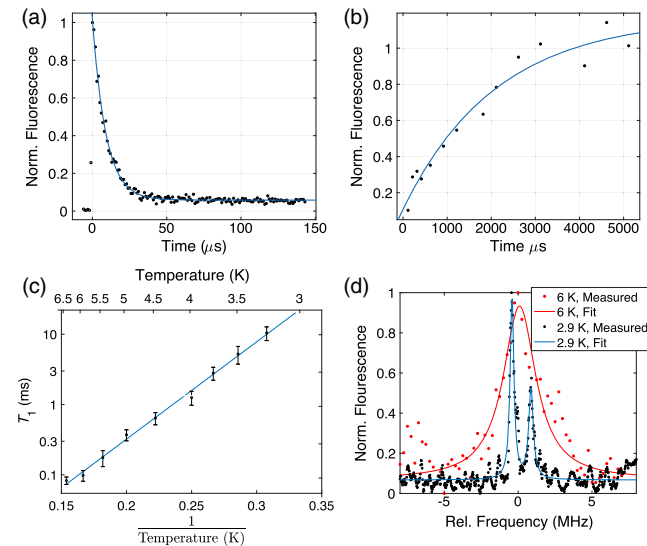 (a)
Norm. Fluorescence
1
0.8
0.6
0.4
0.2
0
0 50 100 150
Time (μs)
(b)
Norm. Fluorescence
1
0.8
0.6
0.4
0.2
0 1000 2000 3000 4000 5000
Time μs
(c)
Temperature (K)
6.5 6 5.5 5 4.5 4 3.5 3
T1 (ms)
10
3
1
0.3
0.1
0.15 0.2 0.25 0.3 0.35
1
Temperature (K)
(d)
Norm. Flourescence
1
0.8
0.6
0.4
0.2
0
-5 0 5
Rel. Frequency (MHz)
6 K, Measured
6 K, Fit
2.9 K, Measured
2.9 K, Fit